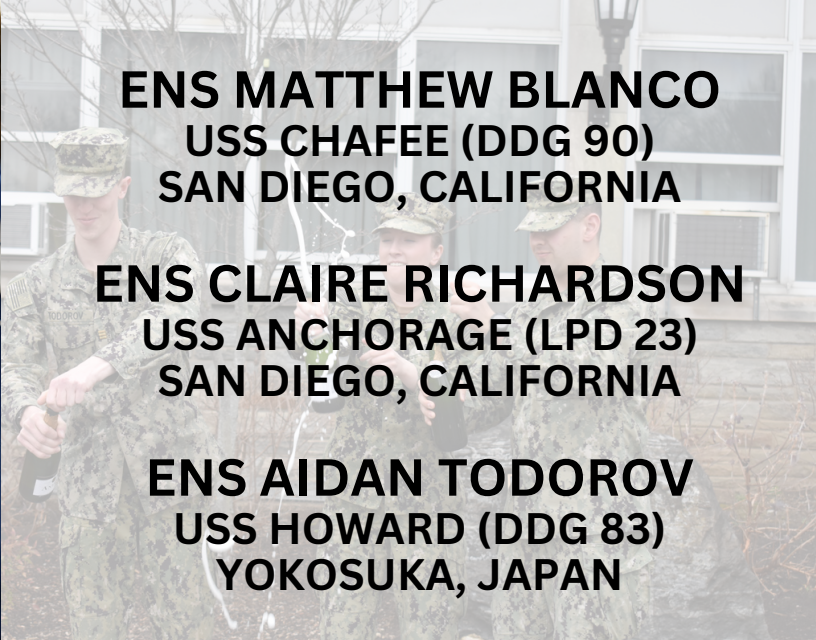 ENS MATTHEW BLANCO
USS CHAFEE (DDG 90)
SAN DIEGO, CALIFORNIA
ENS CLAIRE RICHARDSON
USS ANCHORAGE (LPD 23)
SAN DIEGO, CALIFORNIA
TODOROV
ENS AIDAN TODOROV
USS HOWARD (DDG 83)
YOKOSUKA, JAPAN